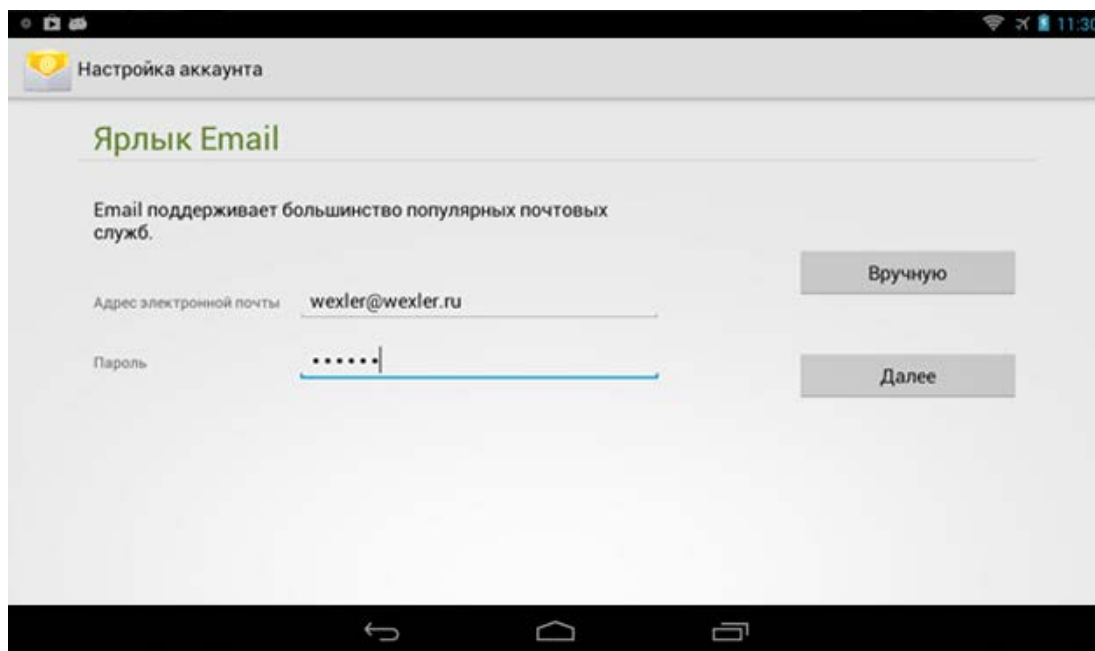 11:30
Настройка аккаунта
Ярлык Email
Email поддерживает большинство популярных почтовых
служб.
Вручную
Адрес электронной почты wexler@wexler.ru
Пароль ••••••
Далее